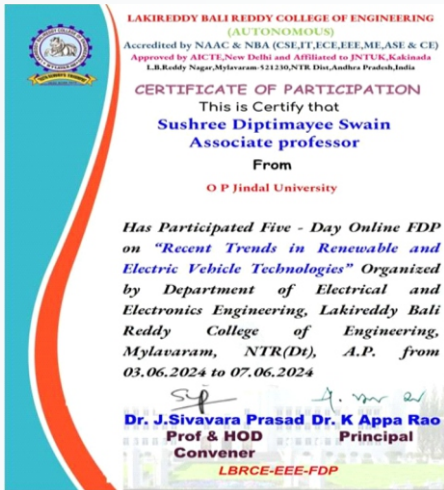 LAKIREDDY BALI REDDY COLLEGE OF ENGINEERING
(AUTONOMOUS)
Accredited by NAAC & NBA (CSE,IT,ECE,EEE,ME,ASE & CE)
Approved by AICTE,New Delhi and Affiliated to JNTUK,Kakinada
L.B.Reddy Nagar,Mylavaram-521230,NTR Dist,Andhra Pradesh,India
CERTIFICATE OF PARTICIPATION
This is Certify that
Sushree Diptimayee Swain
Associate professor
From
O P Jindal University
Has Participated Five - Day Online FDP
on "Recent Trends in Renewable and
Electric Vehicle Technologies" Organized
by Department of Electrical and
Electronics Engineering, Lakireddy Bali
Reddy College of Engineering,
Mylavaram, NTR(Dt), A.P. from
03.06.2024 to 07.06.2024
Dr. J.Sivavara Prasad Dr. K Appa Rao
Prof & HOD Principal
Convener
LBRCE-EEE-FDP